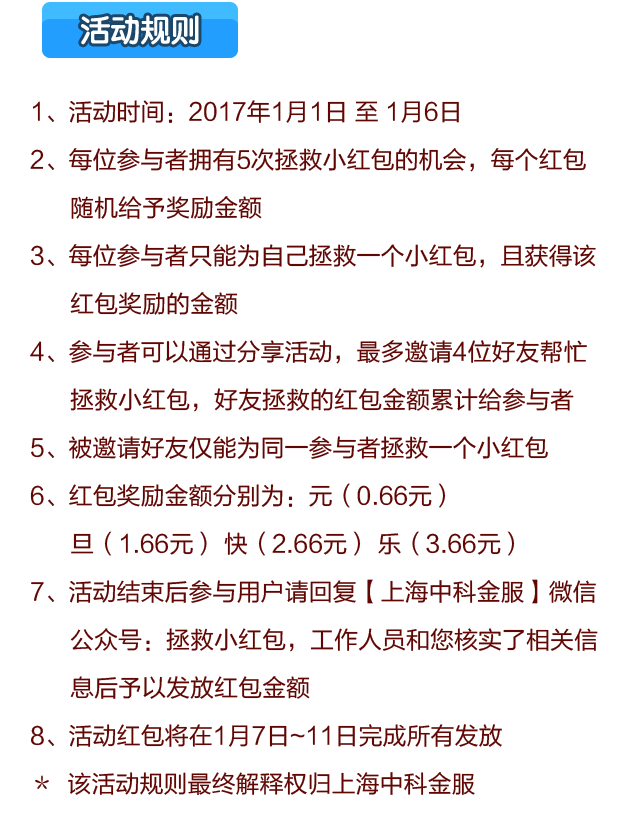 活动规则
1、活动时间：2017年1月1日 至 1月6日
2、每位参与者拥有5次拯救小红包的机会，每个红包
随机给予奖励金额
3、每位参与者只能为自己拯救一个小红包，且获得该
红包奖励的金额
4、参与者可以通过分享活动，最多邀请4位好友帮忙
拯救小红包，好友拯救的红包金额累计给参与者
5、被邀请好友仅能为同一参与者拯救一个小红包
6、红包奖励金额分别为：元（0.66元）
旦（1.66元） 快（2.66元） 乐（3.66元）
7、活动结束后参与用户请回复【上海中科金服】微信
公众号：拯救小红包，工作人员和您核实了相关信
息后予以发放红包金额
8、活动红包将在1月7日~11日完成所有发放
＊ 该活动规则最终解释权归上海中科金服